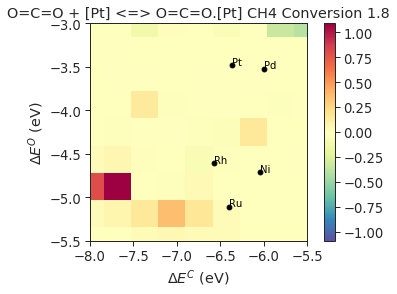 O=C=O + [Pt] <=> O=C=O.[Pt] CH4 Conversion 1.8
−3.0
−3.5
−4.0
−4.5
−5.0
−5.5
ΔE^O (eV)
Pt
Pd
Rh
Ni
Ru
−8.0 −7.5 −7.0 −6.5 −6.0 −5.5
ΔE^C (eV)
1.00
0.75
0.50
0.25
0.00
−0.25
−0.50
−0.75
−1.00